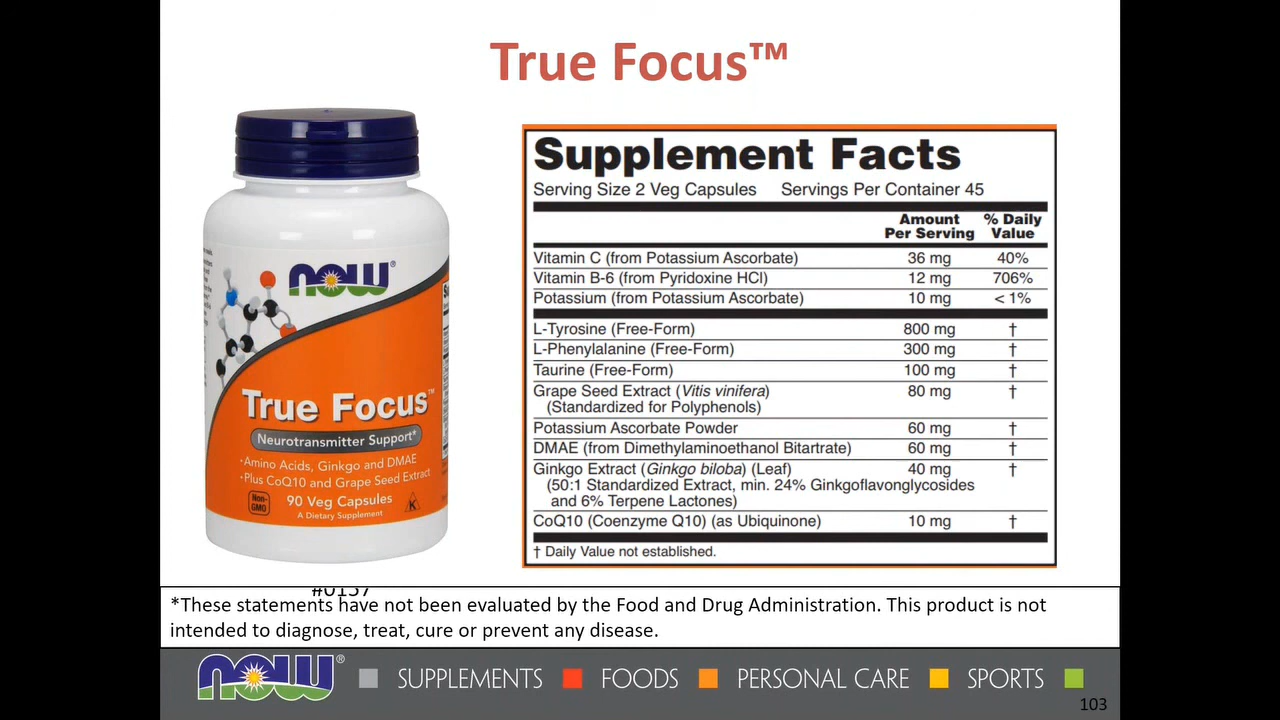 True Focus™
now®
True Focus™
Neurotransmitter Support*
•Amino Acids, Ginkgo and DMAE
•Plus CoQ10 and Grape Seed Extract
Non-
GMO
90 Veg Capsules
A Dietary Supplement
K
Supplement Facts
Serving Size 2 Veg Capsules Servings Per Container 45
Amount Per Serving % Daily Value
Vitamin C (from Potassium Ascorbate) 36 mg 40%
Vitamin B-6 (from Pyridoxine HCl) 12 mg 706%
Potassium (from Potassium Ascorbate) 10 mg < 1%
L-Tyrosine (Free-Form) 800 mg †
L-Phenylalanine (Free-Form) 300 mg †
Taurine (Free-Form) 100 mg †
Grape Seed Extract (Vitis vinifera) 80 mg †
(Standardized for Polyphenols)
Potassium Ascorbate Powder 60 mg †
DMAE (from Dimethylaminoethanol Bitartrate) 60 mg †
Ginkgo Extract (Ginkgo biloba) (Leaf) 40 mg †
(50:1 Standardized Extract, min. 24% Ginkgoflavonglycosides
and 6% Terpene Lactones)
CoQ10 (Coenzyme Q10) (as Ubiquinone) 10 mg †
† Daily Value not established.
*These statements have not been evaluated by the Food and Drug Administration. This product is not
intended to diagnose, treat, cure or prevent any disease.
now® SUPPLEMENTS FOODS PERSONAL CARE SPORTS
103